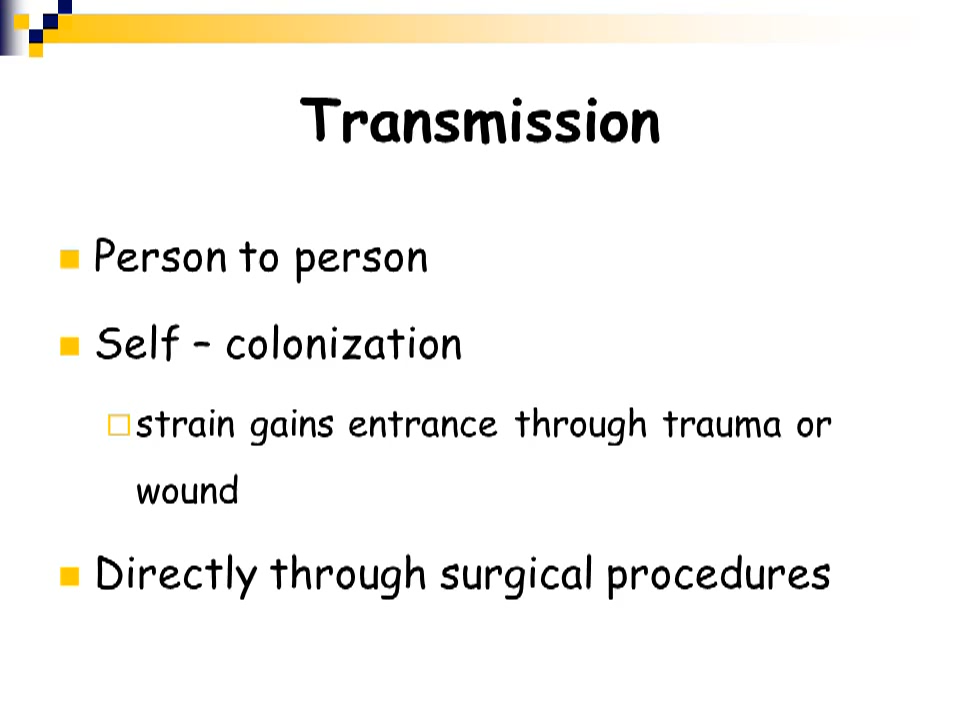 Transmission
Person to person
Self – colonization
strain gains entrance through trauma or
wound
Directly through surgical procedures